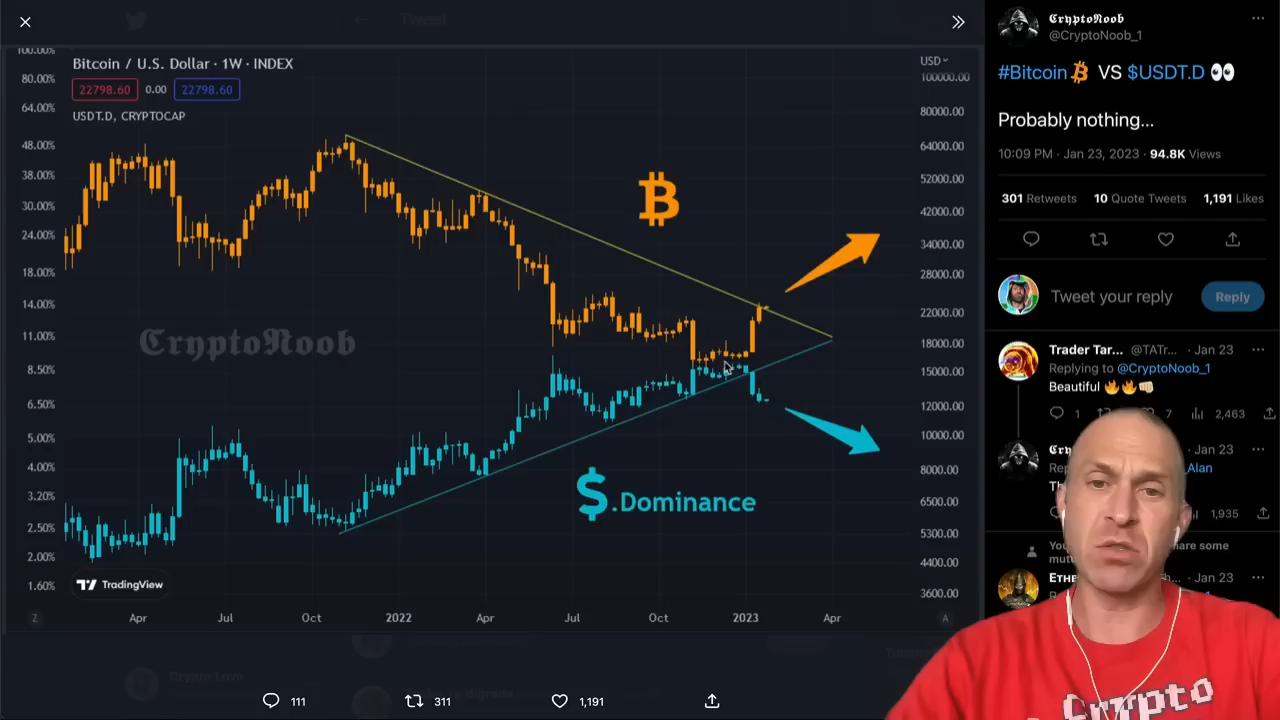 Tweet
100.00%
80.00%
64.00%
48.00%
38.00%
30.00%
24.00%
18.00%
14.00%
11.00%
8.50%
6.50%
5.00%
4.00%
3.20%
2.50%
2.00%
1.60%
Bitcoin / U.S. Dollar · 1W · INDEX
22798.60 0.00 22798.60
USDT.D, CRYPTOCAP
CryptoNoob
$.Dominance
TradingView
USD
100000.00
80000.00
64000.00
52000.00
42000.00
34000.00
28000.00
22000.00
18000.00
15000.00
12000.00
10000.00
8000.00
6500.00
5300.00
4400.00
3600.00
Z Apr Jul Oct 2022 Apr Jul Oct 2023 Apr A
Crypto Love
111 311 1,191
CryptoNoob
@CryptoNoob_1
#Bitcoin VS $USDT.D 👀
Probably nothing...
10:09 PM · Jan 23, 2023 · 94.8K Views
301 Retweets 10 Quote Tweets 1,191 Likes
Tweet your reply Reply
Trader Tar... @TATr... · Jan 23
Replying to @CryptoNoob_1
Beautiful 🔥🔥👊🏻
1 7 2,463
Jan 23
Alan
1,935
Jan 23
Crypto